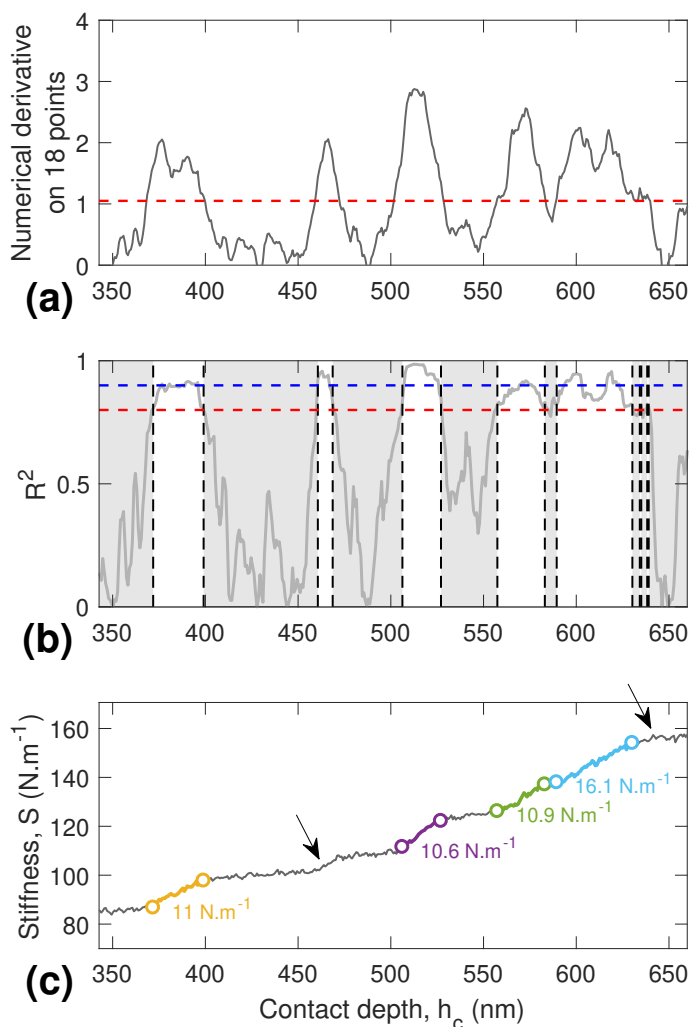 4
3
2
1
0
Numerical derivative
on 18 points
350 400 450 500 550 600 650
(a)
1
0.5
0
R²
350 400 450 500 550 600 650
(b)
160
140
120
100
80
Stiffness, S (N.m⁻¹)
16.1 N.m⁻¹
10.9 N.m⁻¹
10.6 N.m⁻¹
11 N.m⁻¹
350 400 450 500 550 600 650
(c)
Contact depth, h_c (nm)